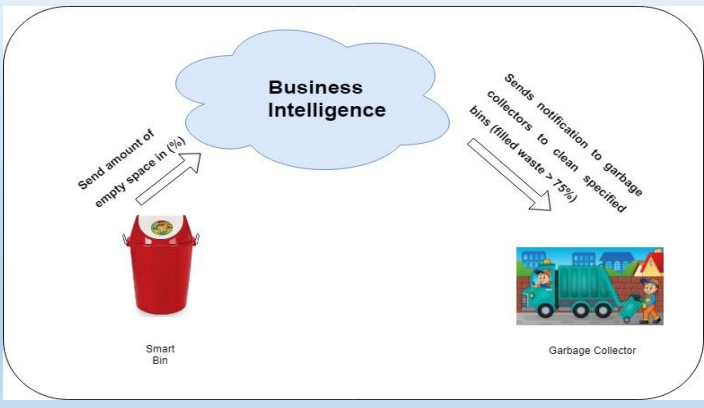 Business
Intelligence
Send amount of
empty space in (%)
Sends notification to garbage
collectors to clean specified
bins (filled waste > 75%)
Smart
Bin
Garbage Collector